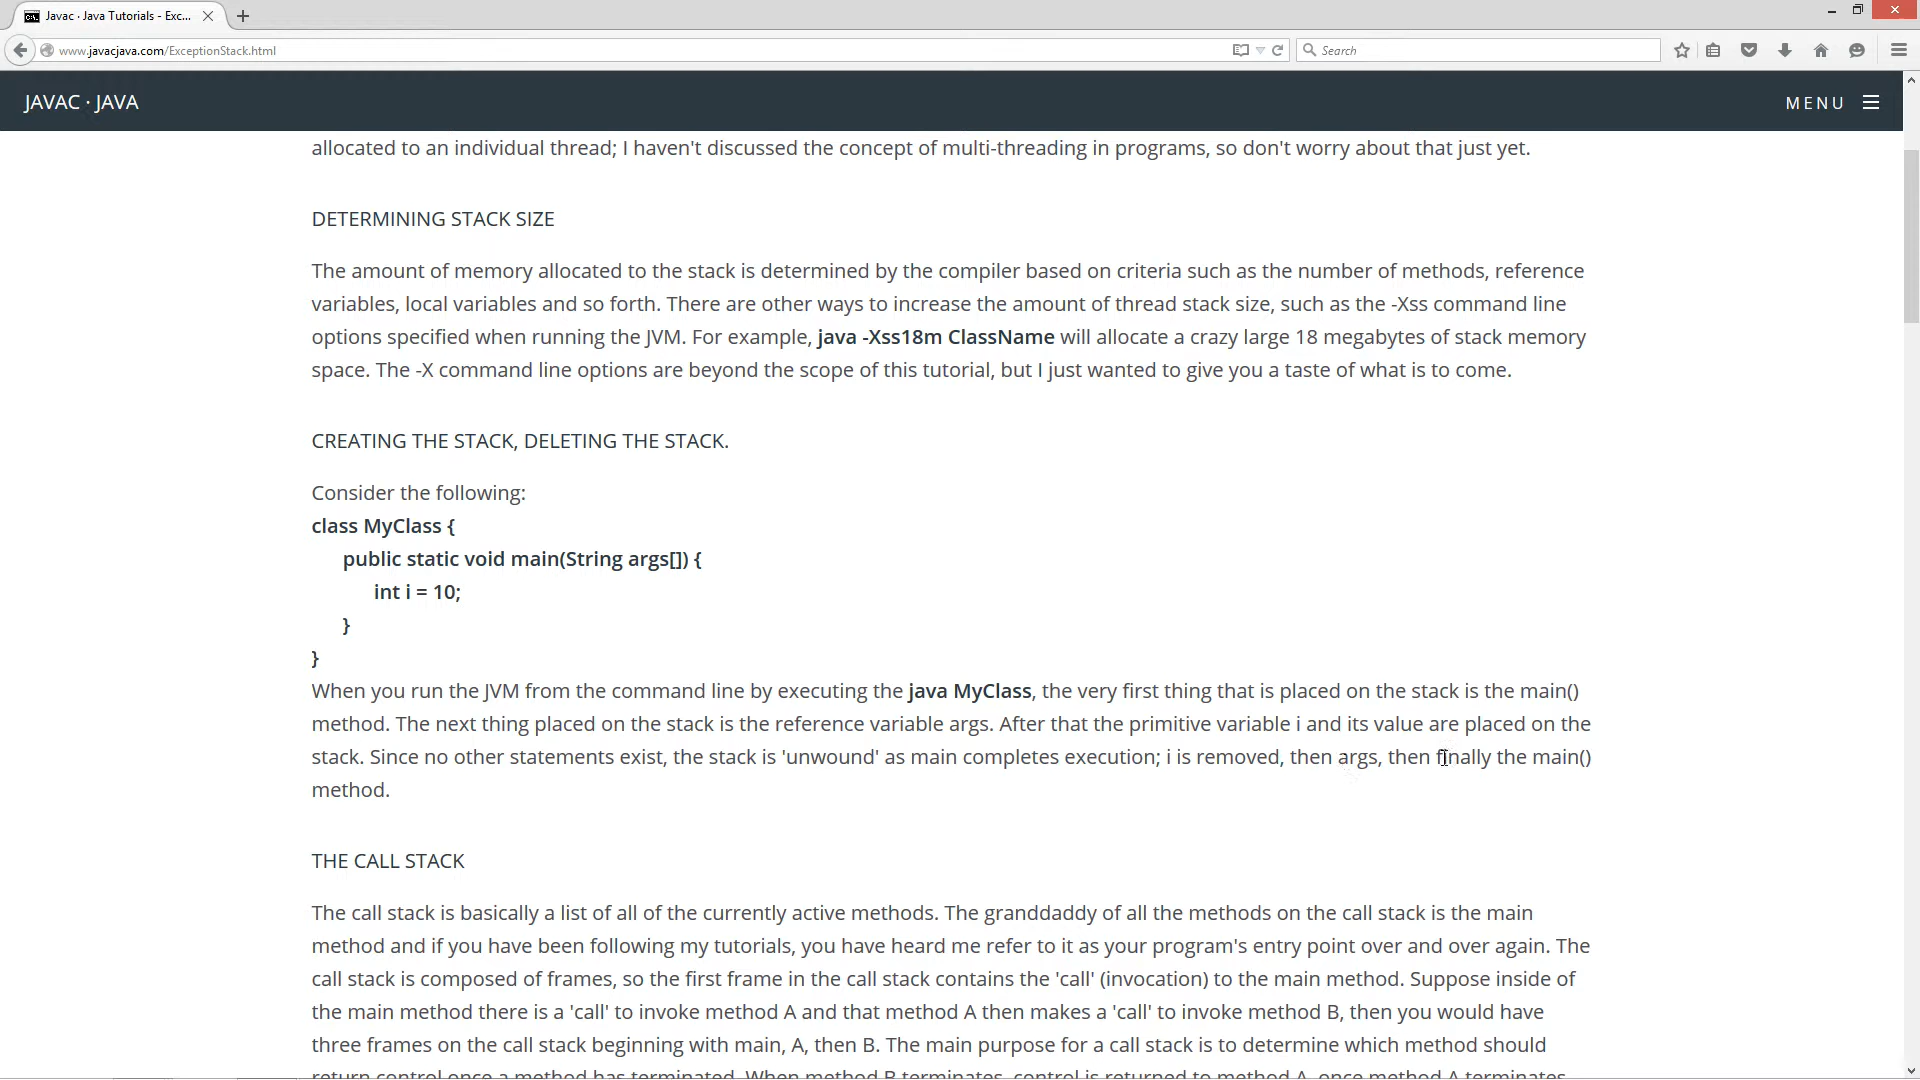 Javac · Java Tutorials - Exc...
www.javacjava.com/ExceptionStack.html
Search
JAVAC · JAVA
MENU
allocated to an individual thread; I haven't discussed the concept of multi-threading in programs, so don't worry about that just yet.
DETERMINING STACK SIZE
The amount of memory allocated to the stack is determined by the compiler based on criteria such as the number of methods, reference
variables, local variables and so forth. There are other ways to increase the amount of thread stack size, such as the -Xss command line
options specified when running the JVM. For example, java -Xss18m ClassName will allocate a crazy large 18 megabytes of stack memory
space. The -X command line options are beyond the scope of this tutorial, but I just wanted to give you a taste of what is to come.
CREATING THE STACK, DELETING THE STACK.
Consider the following:
class MyClass {
public static void main(String args[]) {
int i = 10;
}
}
When you run the JVM from the command line by executing the java MyClass, the very first thing that is placed on the stack is the main()
method. The next thing placed on the stack is the reference variable args. After that the primitive variable i and its value are placed on the
stack. Since no other statements exist, the stack is 'unwound' as main completes execution; i is removed, then args, then finally the main()
method.
THE CALL STACK
The call stack is basically a list of all of the currently active methods. The granddaddy of all the methods on the call stack is the main
method and if you have been following my tutorials, you have heard me refer to it as your program's entry point over and over again. The
call stack is composed of frames, so the first frame in the call stack contains the 'call' (invocation) to the main method. Suppose inside of
the main method there is a 'call' to invoke method A and that method A then makes a 'call' to invoke method B, then you would have
three frames on the call stack beginning with main, A, then B. The main purpose for a call stack is to determine which method should
return control once a method has terminated. When method B terminates, control is returned to method A, once method A terminates